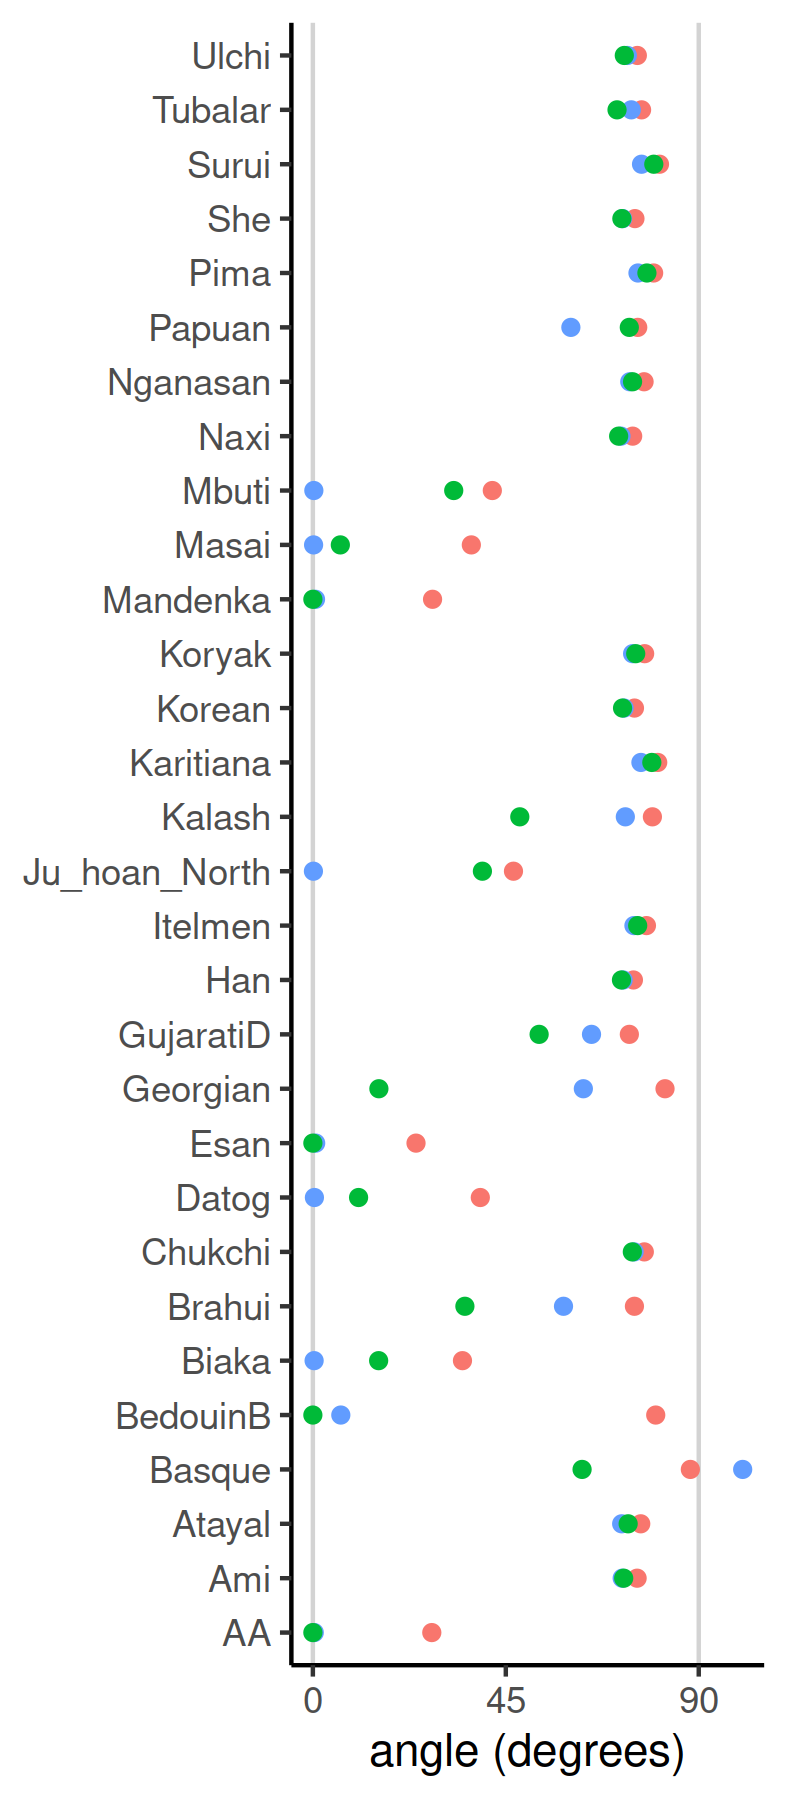 Ulchi
Tubalar
Surui
She
Pima
Papuan
Nganasan
Naxi
Mbuti
Masai
Mandenka
Koryak
Korean
Karitiana
Kalash
Ju_hoan_North
Itelmen
Han
GujaratiD
Georgian
Esan
Datog
Chukchi
Brahui
Biaka
BedouinB
Basque
Atayal
Ami
AA
0 45 90
angle (degrees)